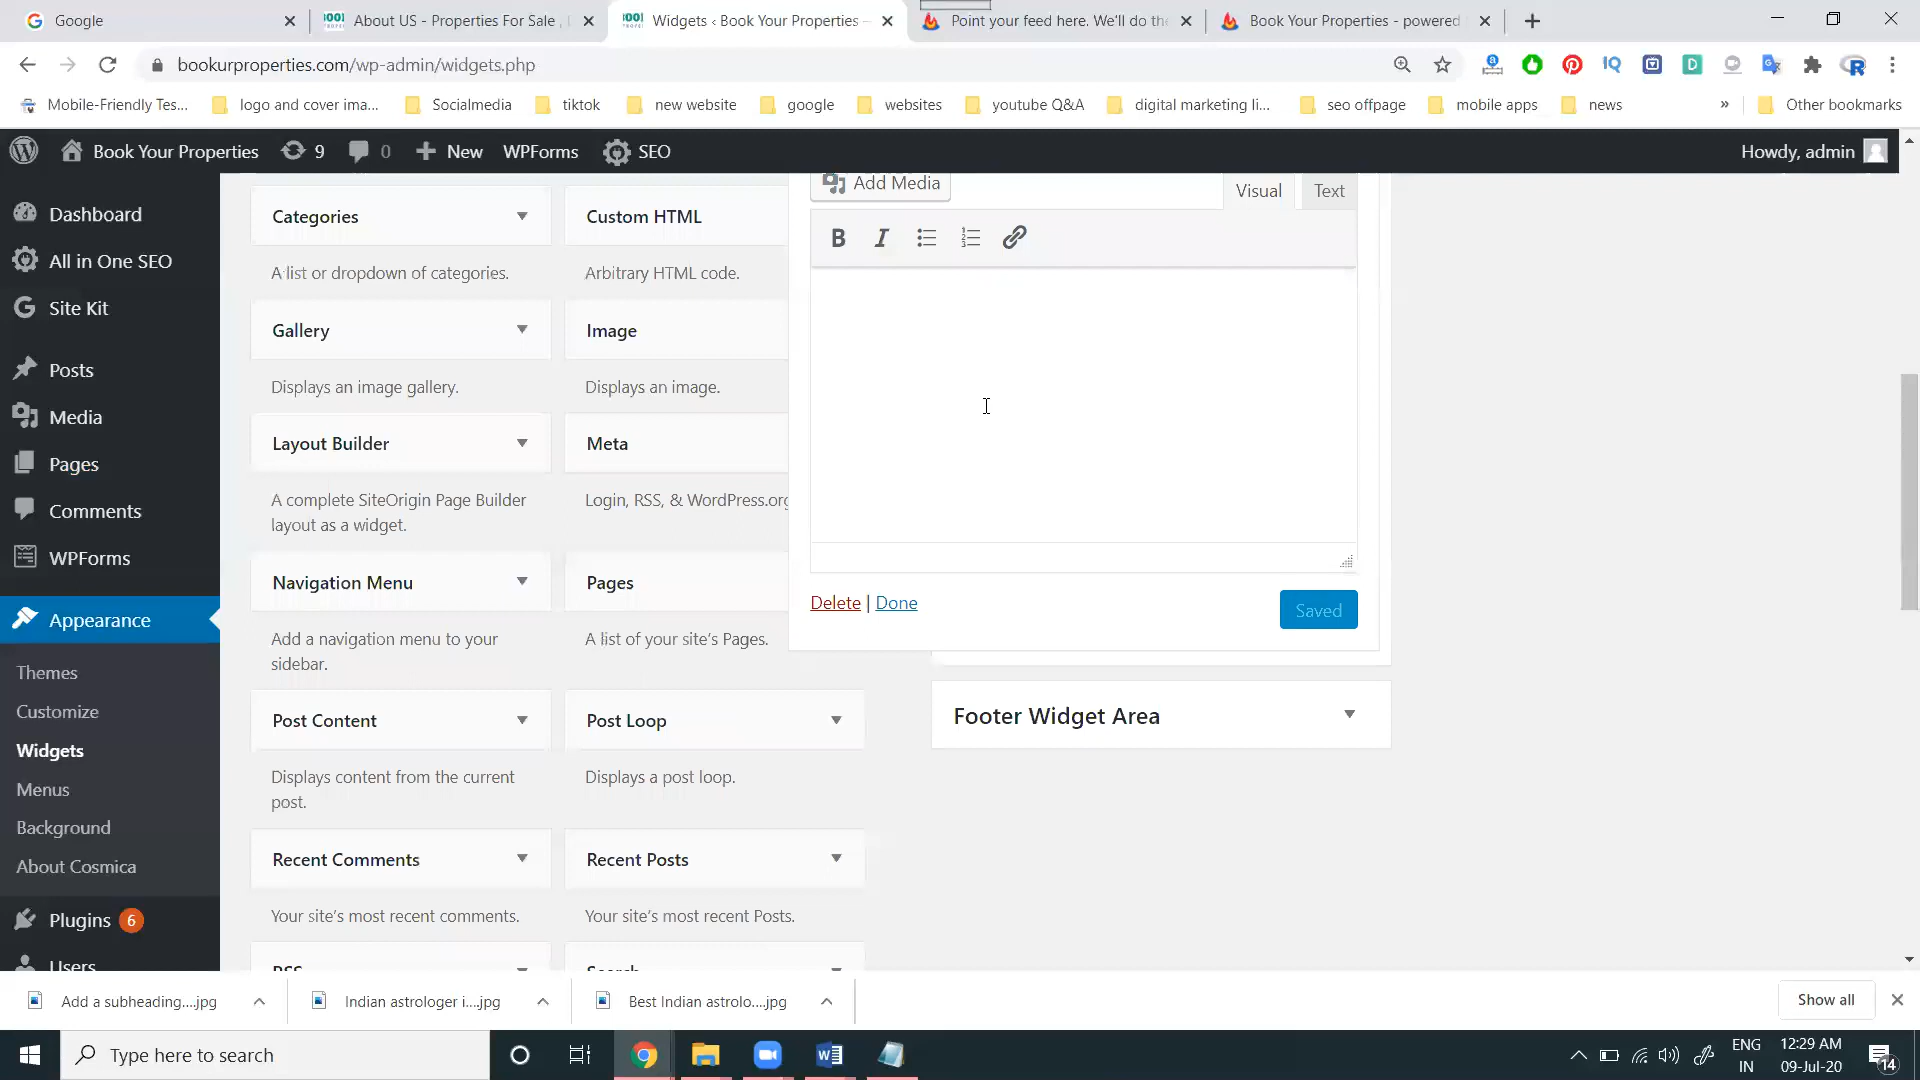 Google
About US - Properties For Sale ,
Widgets ‹ Book Your Properties –
Point your feed here. We'll do the
Book Your Properties - powered
bookurproperties.com/wp-admin/widgets.php
Mobile-Friendly Tes...
logo and cover ima...
Socialmedia
tiktok
new website
google
websites
youtube Q&A
digital marketing li...
seo offpage
mobile apps
news
»
Other bookmarks
Book Your Properties
9
0
New
WPForms
SEO
Howdy, admin
Dashboard
All in One SEO
Site Kit
Posts
Media
Pages
Comments
WPForms
Appearance
Themes
Customize
Widgets
Menus
Background
About Cosmica
Plugins 6
Users
Categories
A list or dropdown of categories.
Custom HTML
Arbitrary HTML code.
Gallery
Displays an image gallery.
Image
Displays an image.
Layout Builder
A complete SiteOrigin Page Builder
layout as a widget.
Meta
Login, RSS, & WordPress.org
Navigation Menu
Add a navigation menu to your
sidebar.
Pages
A list of your site's Pages.
Post Content
Displays content from the current
post.
Post Loop
Displays a post loop.
Recent Comments
Your site's most recent comments.
Recent Posts
Your site's most recent Posts.
RSS
Search
Add Media
Visual
Text
B I
Delete | Done
Saved
Footer Widget Area
Add a subheading....jpg
Indian astrologer i....jpg
Best Indian astrolo....jpg
Show all
Type here to search
ENG
IN
12:29 AM
09-Jul-20
14